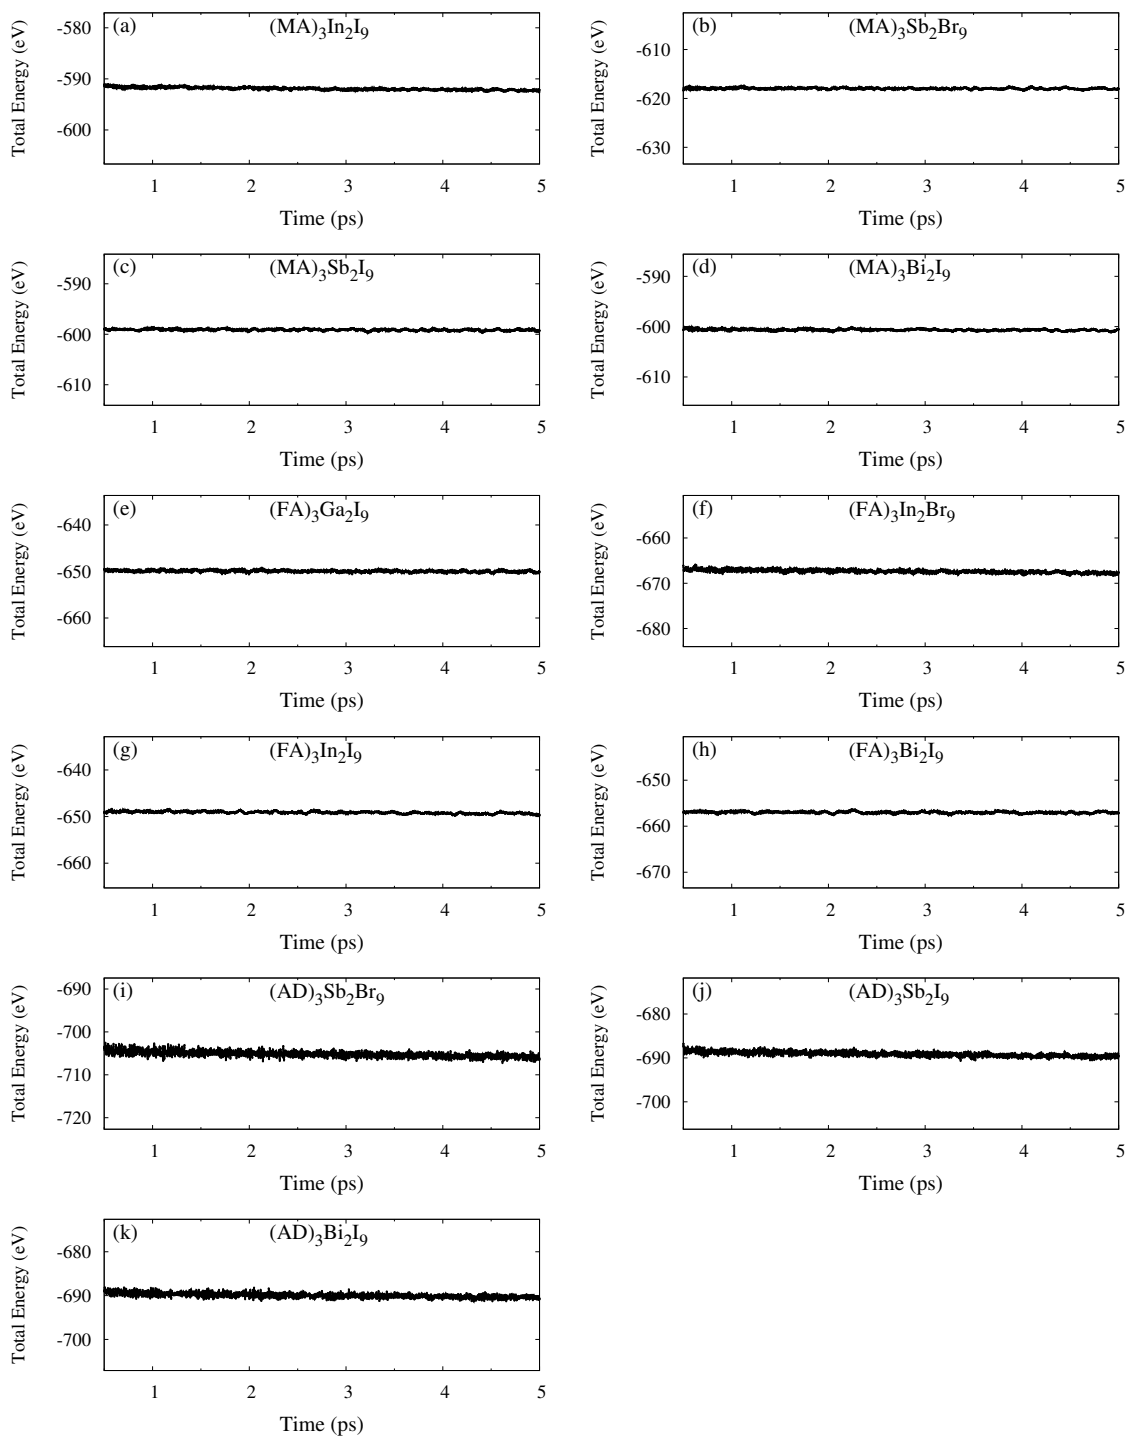 (a) (MA)3In2I9
Total Energy (eV)
-580
-590
-600
1 2 3 4 5
Time (ps)
(b) (MA)3Sb2Br9
Total Energy (eV)
-610
-620
-630
1 2 3 4 5
Time (ps)
(c) (MA)3Sb2I9
Total Energy (eV)
-590
-600
-610
1 2 3 4 5
Time (ps)
(d) (MA)3Bi2I9
Total Energy (eV)
-590
-600
-610
1 2 3 4 5
Time (ps)
(e) (FA)3Ga2I9
Total Energy (eV)
-640
-650
-660
1 2 3 4 5
Time (ps)
(f) (FA)3In2Br9
Total Energy (eV)
-660
-670
-680
1 2 3 4 5
Time (ps)
(g) (FA)3In2I9
Total Energy (eV)
-640
-650
-660
1 2 3 4 5
Time (ps)
(h) (FA)3Bi2I9
Total Energy (eV)
-650
-660
-670
1 2 3 4 5
Time (ps)
(i) (AD)3Sb2Br9
Total Energy (eV)
-690
-700
-710
-720
1 2 3 4 5
Time (ps)
(j) (AD)3Sb2I9
Total Energy (eV)
-680
-690
-700
1 2 3 4 5
Time (ps)
(k) (AD)3Bi2I9
Total Energy (eV)
-680
-690
-700
1 2 3 4 5
Time (ps)